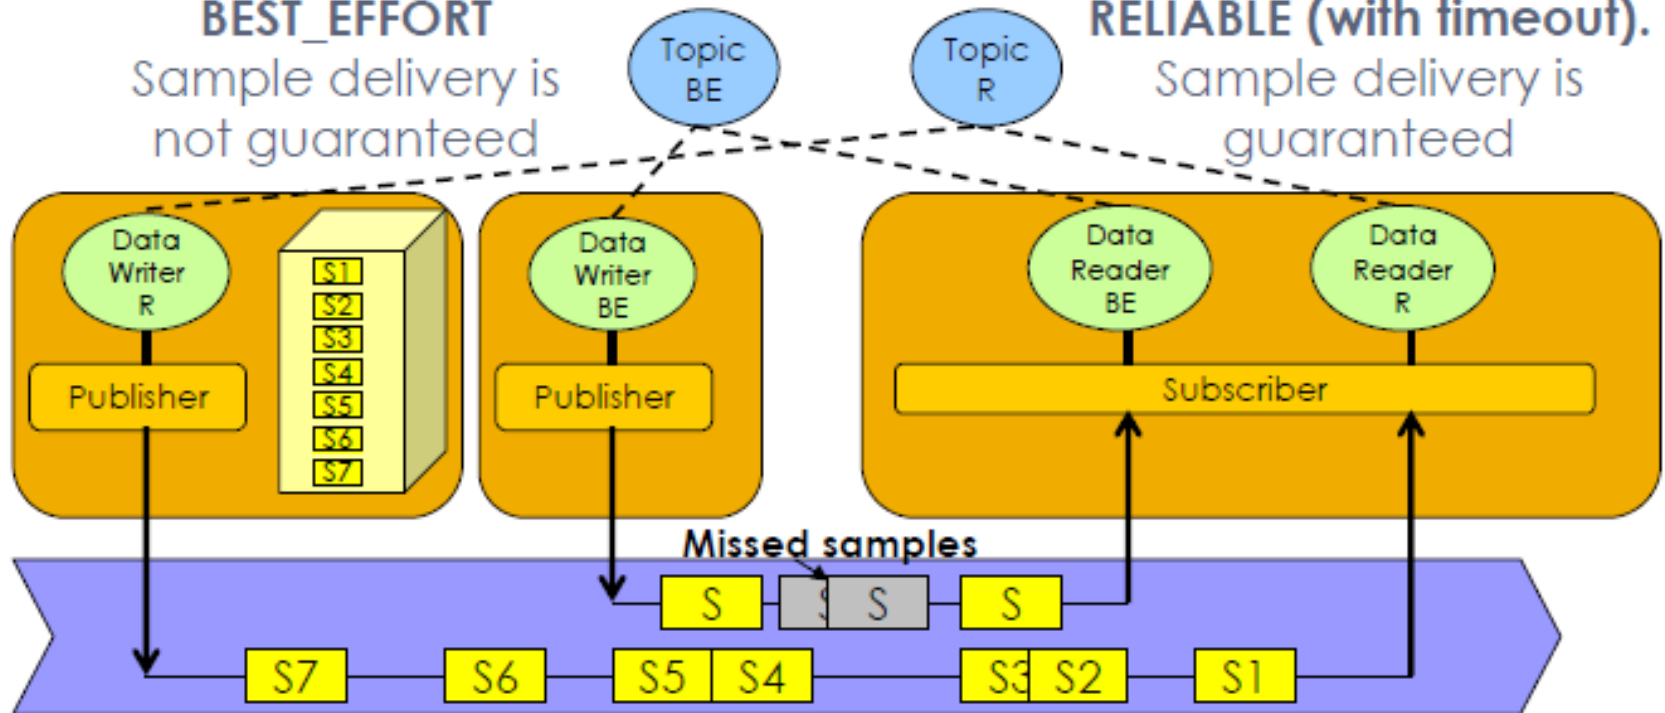 BEST_EFFORT
Sample delivery is
not guaranteed
Topic
BE
Topic
R
RELIABLE (with timeout).
Sample delivery is
guaranteed
Data
Writer
R
S1
S2
S3
S4
S5
S6
S7
Publisher
Data
Writer
BE
Publisher
Data
Reader
BE
Data
Reader
R
Subscriber
Missed samples
S
S
S
S7
S6
S5
S4
S3
S2
S1